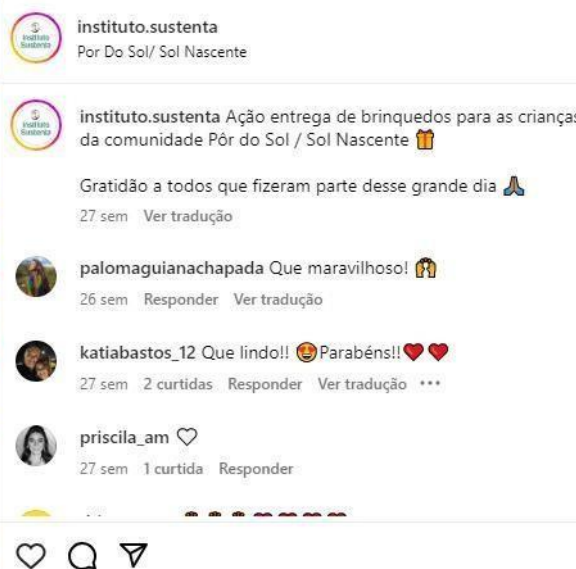 instituto.sustenta
Por Do Sol/ Sol Nascente
instituto.sustenta Ação entrega de brinquedos para as crianças
da comunidade Pôr do Sol / Sol Nascente 🎁
Gratidão a todos que fizeram parte desse grande dia 🙏🏽
27 sem Ver tradução
palomaguianachapada Que maravilhoso! 🙌
26 sem Responder Ver tradução
katiabastos_12 Que lindo!! 😍Parabéns!!❤️❤️
27 sem 2 curtidas Responder Ver tradução •••
priscila_am 🤍
27 sem 1 curtida Responder